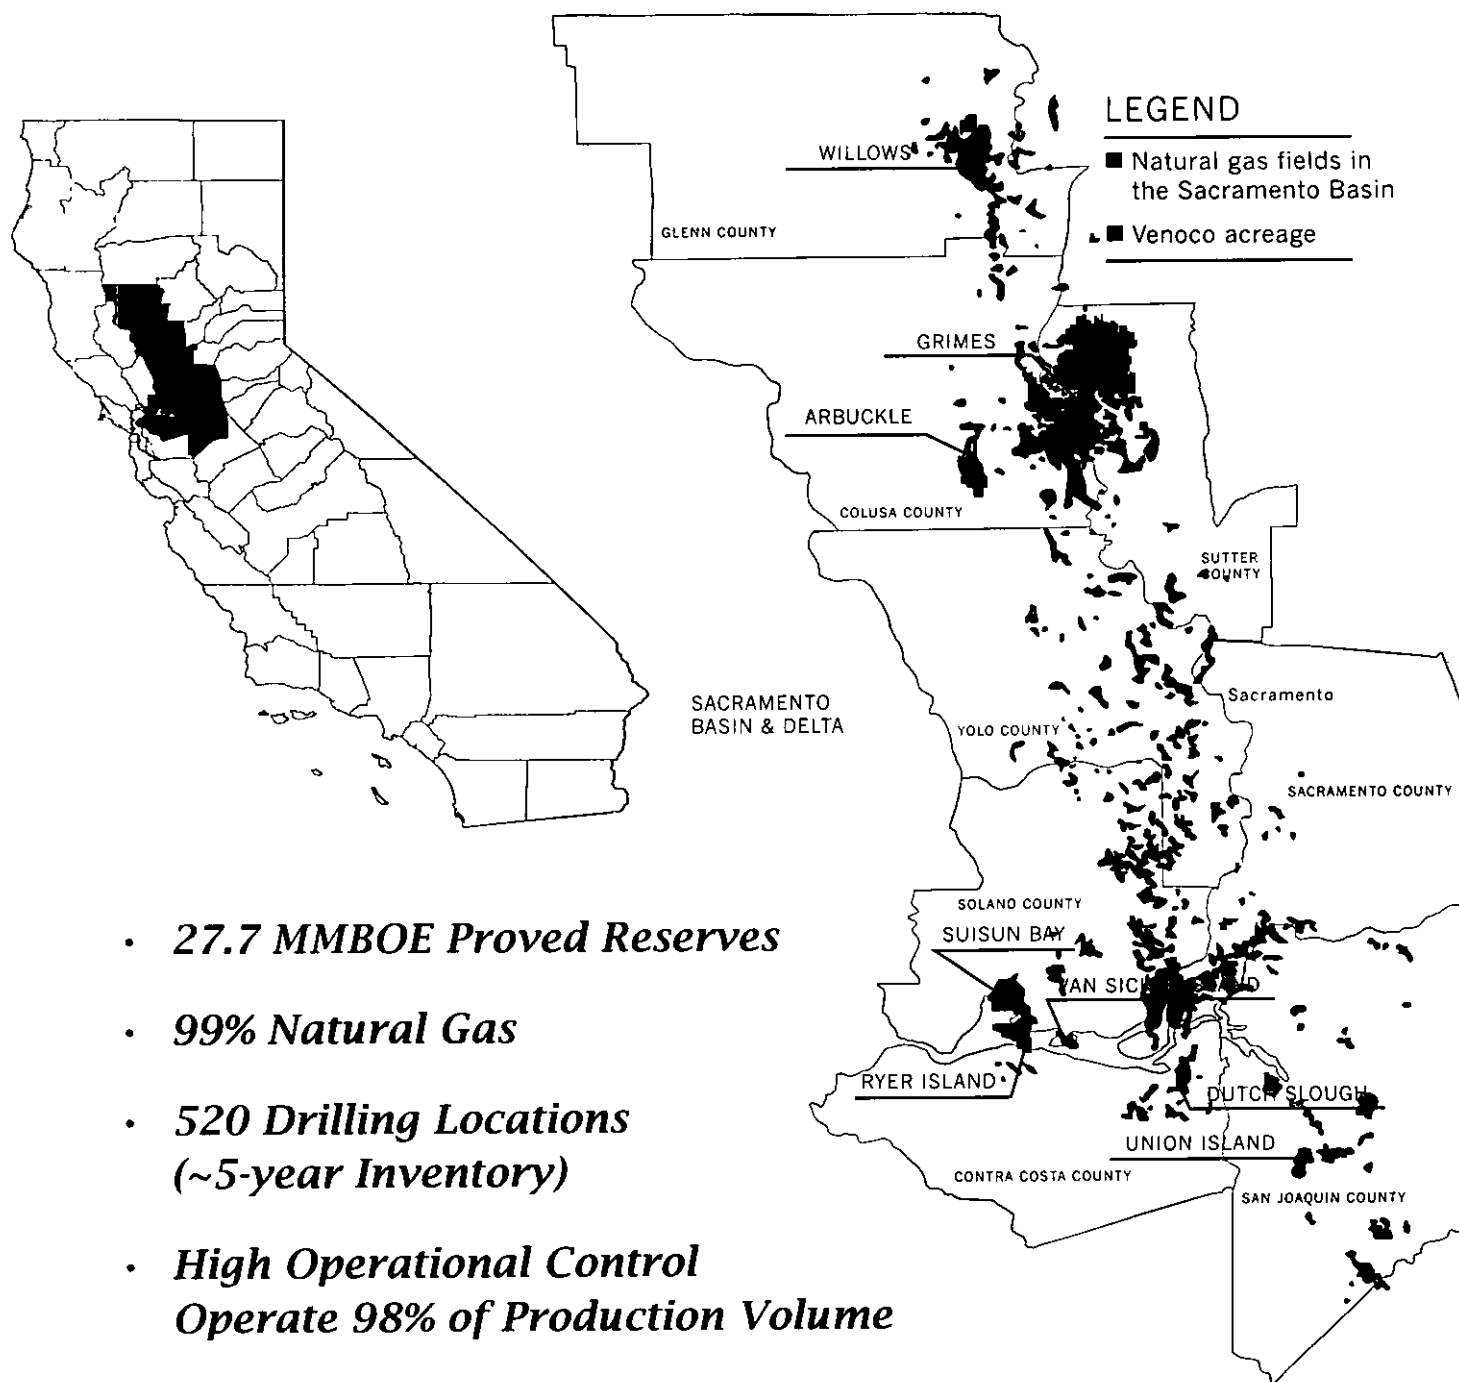 LEGEND
Natural gas fields in
the Sacramento Basin
Venoco acreage
WILLOWS
GLENN COUNTY
GRIMES
ARBUCKLE
COLUSA COUNTY
SUTTER
COUNTY
SACRAMENTO
BASIN & DELTA
Sacramento
YOLO COUNTY
SACRAMENTO COUNTY
SOLANO COUNTY
SUISUN BAY
VAN
RYER ISLAND
DUTCH SLOUGH
UNION ISLAND
CONTRA COSTA COUNTY
SAN JOAQUIN COUNTY
· 27.7 MMBOE Proved Reserves
· 99% Natural Gas
· 520 Drilling Locations
(~5-year Inventory)
· High Operational Control
Operate 98% of Production Volume